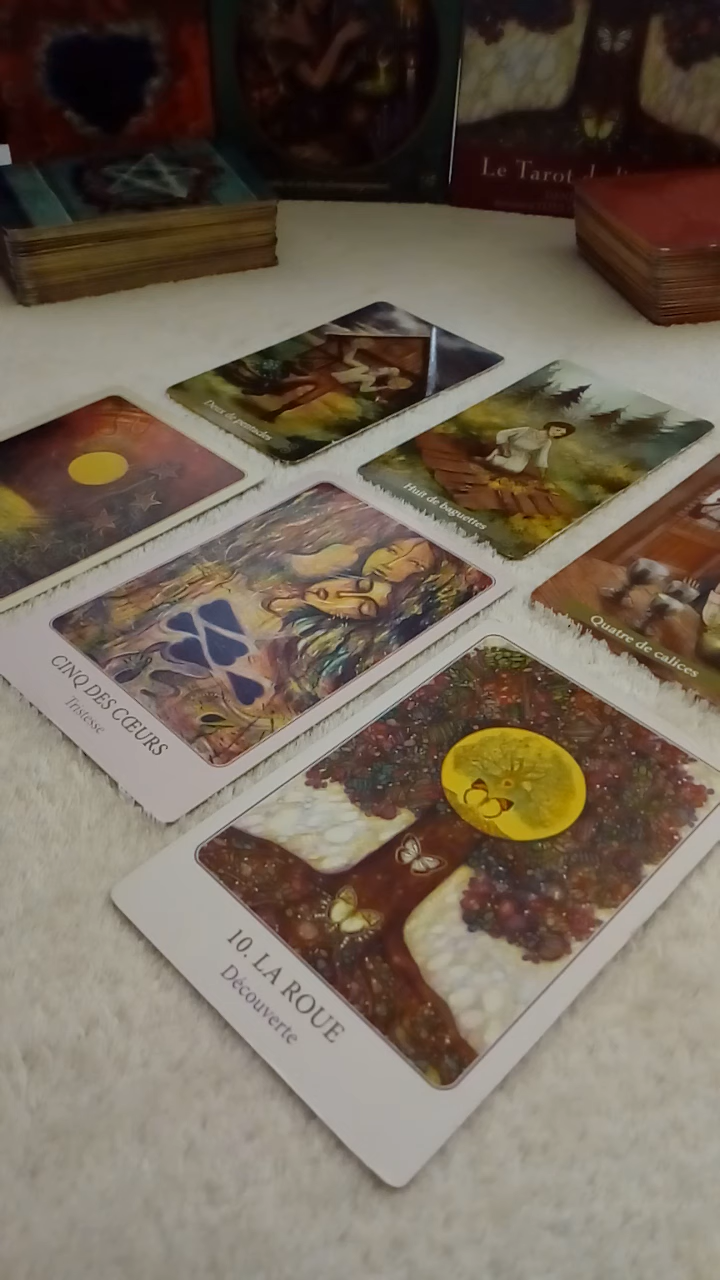 Le Tarot
Deux de pentacles
Huit de baguettes
Quatre de calices
CINQ DES CŒURS
Tristesse
10. LA ROUE
Découverte